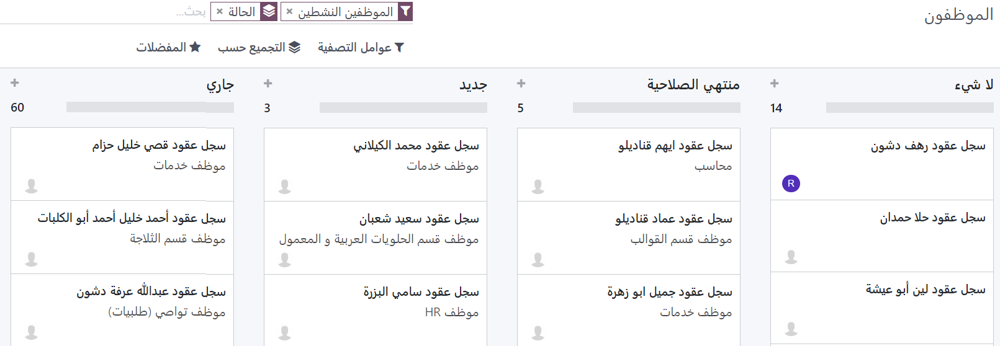 الموظفون
الموظفين النشطين ×
الحالة ×
بحث...
عوامل التصفية
التجميع حسب
المفضلات
لا شيء +
14
سجل عقود رهف دشون
R
سجل عقود حلا حمدان
سجل عقود لين أبو عيشة
منتهي الصلاحية +
5
سجل عقود ايهم قناديلو
محاسب
سجل عقود عماد قناديلو
موظف قسم القوالب
سجل عقود جميل ابو زهرة
موظف خدمات
جديد +
3
سجل عقود محمد الكيلاني
موظف خدمات
سجل عقود سعيد شعبان
موظف قسم الحلويات العربية و المعمول
سجل عقود سامي البزرة
موظف HR
جاري +
60
سجل عقود قصي خليل حزام
موظف خدمات
سجل عقود أحمد خليل أحمد أبو الكلبات
موظف قسم الثلاجة
سجل عقود عبدالله عرفة دشون
موظف تواصي (طلبيات)